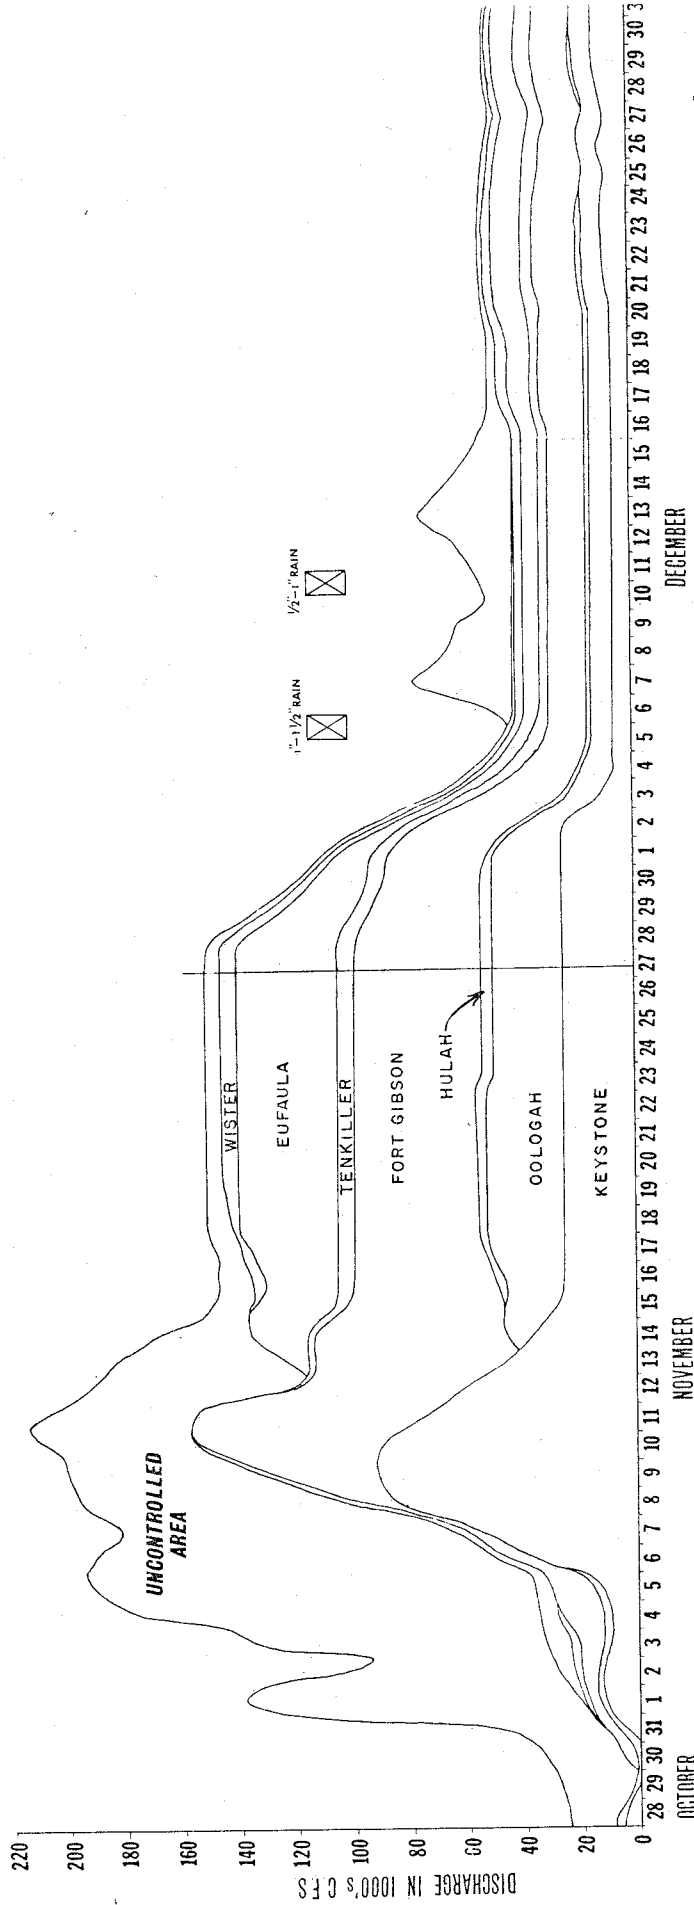 220
200
180
160
140
120
100
80
60
40
20
0
DISCHARGE IN 1000's C.F.S
UNCONTROLLED
AREA
WISTER
EUFAULA
TENKILLER
FORT GIBSON
HULAH
OOLOGAH
KEYSTONE
1"-1 1/2" RAIN
1/2"-1" RAIN
28 29 30 31 1 2 3 4 5 6 7 8 9 10 11 12 13 14 15 16 17 18 19 20 21 22 23 24 25 26 27 28 29 30 1 2 3 4 5 6 7 8 9 10 11 12 13 14 15 16 17 18 19 20 21 22 23 24 25 26 27 28 29 30 3
OCTOBER NOVEMBER DECEMBER